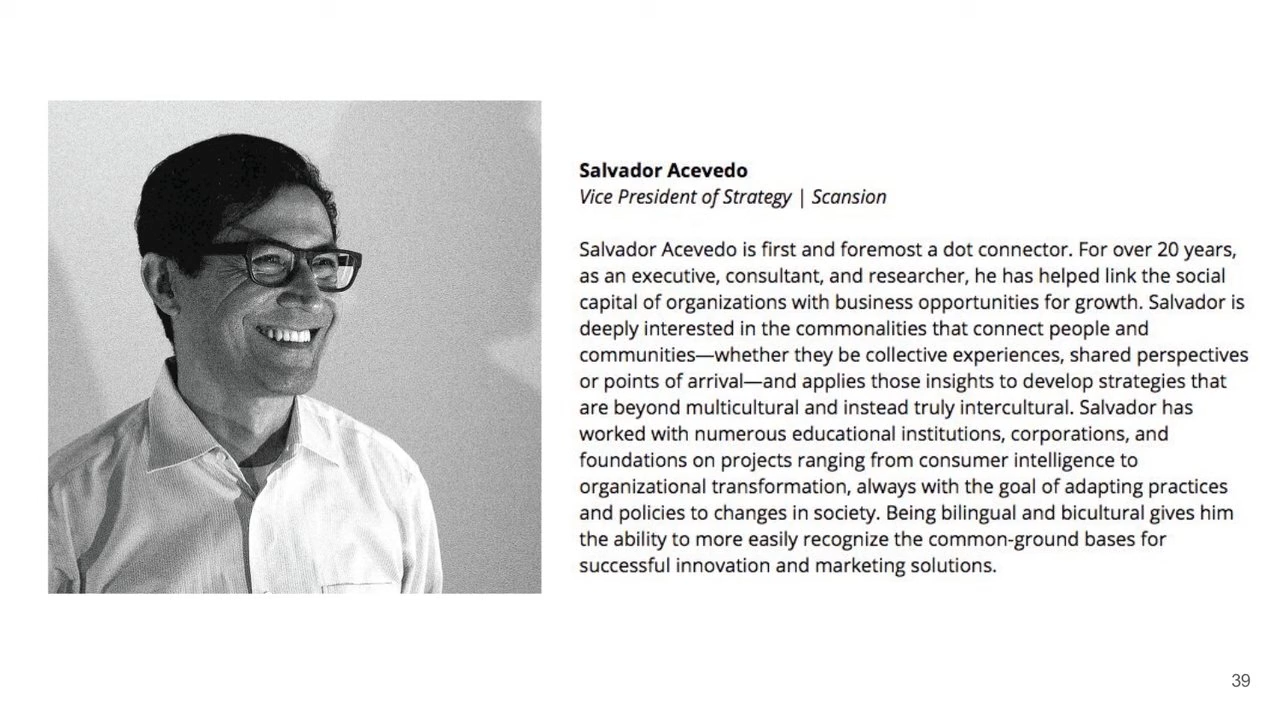 Salvador Acevedo
Vice President of Strategy | Scansion
Salvador Acevedo is first and foremost a dot connector. For over 20 years,
as an executive, consultant, and researcher, he has helped link the social
capital of organizations with business opportunities for growth. Salvador is
deeply interested in the commonalities that connect people and
communities—whether they be collective experiences, shared perspectives
or points of arrival—and applies those insights to develop strategies that
are beyond multicultural and instead truly intercultural. Salvador has
worked with numerous educational institutions, corporations, and
foundations on projects ranging from consumer intelligence to
organizational transformation, always with the goal of adapting practices
and policies to changes in society. Being bilingual and bicultural gives him
the ability to more easily recognize the common-ground bases for
successful innovation and marketing solutions.
39